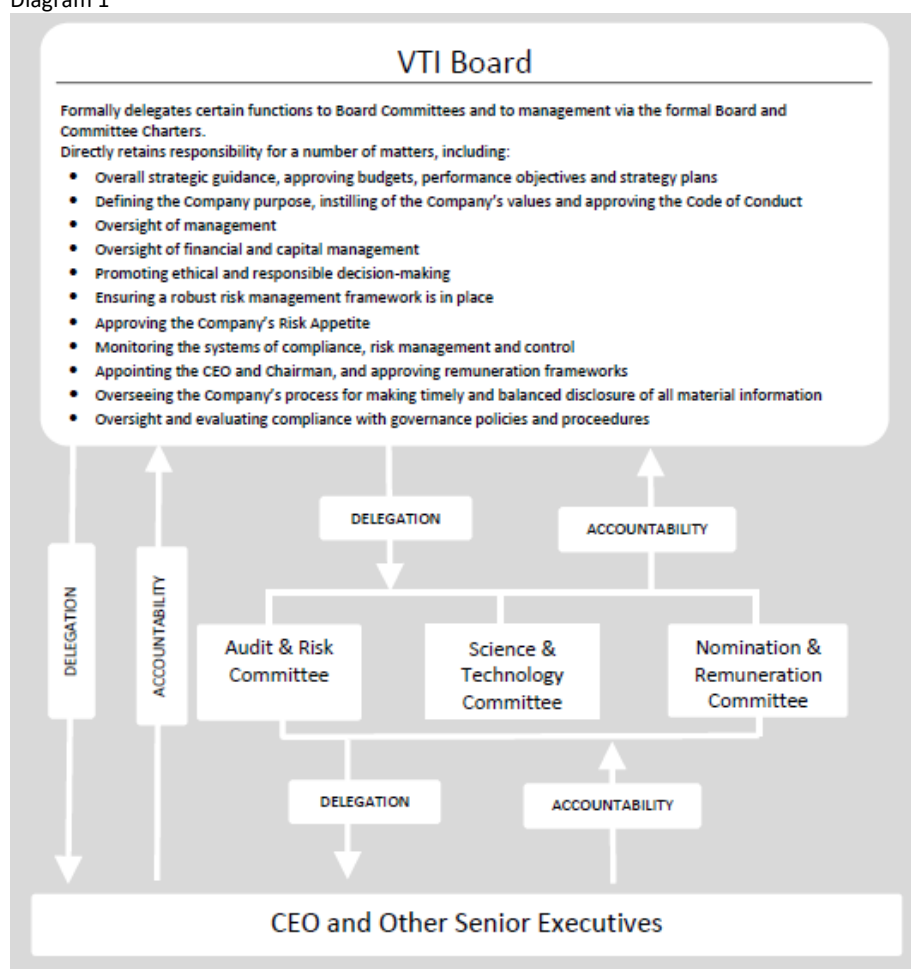 Diagram 1
VTI Board
Formally delegates certain functions to Board Committees and to management via the formal Board and
Committee Charters.
Directly retains responsibility for a number of matters, including:
• Overall strategic guidance, approving budgets, performance objectives and strategy plans
• Defining the Company purpose, instilling of the Company's values and approving the Code of Conduct
• Oversight of management
• Oversight of financial and capital management
• Promoting ethical and responsible decision-making
• Ensuring a robust risk management framework is in place
• Approving the Company's Risk Appetite
• Monitoring the systems of compliance, risk management and control
• Appointing the CEO and Chairman, and approving remuneration frameworks
• Overseeing the Company's process for making timely and balanced disclosure of all material information
• Oversight and evaluating compliance with governance policies and proceedures
DELEGATION
ACCOUNTABILITY
DELEGATION
ACCOUNTABILITY
Audit & Risk
Committee
Science &
Technology
Committee
Nomination &
Remuneration
Committee
DELEGATION
ACCOUNTABILITY
CEO and Other Senior Executives